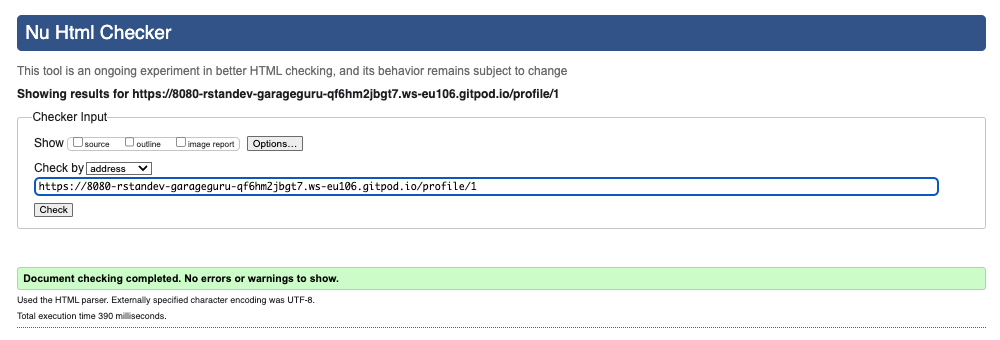 Nu Html Checker
This tool is an ongoing experiment in better HTML checking, and its behavior remains subject to change
Showing results for https://8080-rstandev-garageguru-qf6hm2jbgt7.ws-eu106.gitpod.io/profile/1
Checker Input
Show source outline image report Options...
Check by address
https://8080-rstandev-garageguru-qf6hm2jbgt7.ws-eu106.gitpod.io/profile/1
Check
Document checking completed. No errors or warnings to show.
Used the HTML parser. Externally specified character encoding was UTF-8.
Total execution time 390 milliseconds.